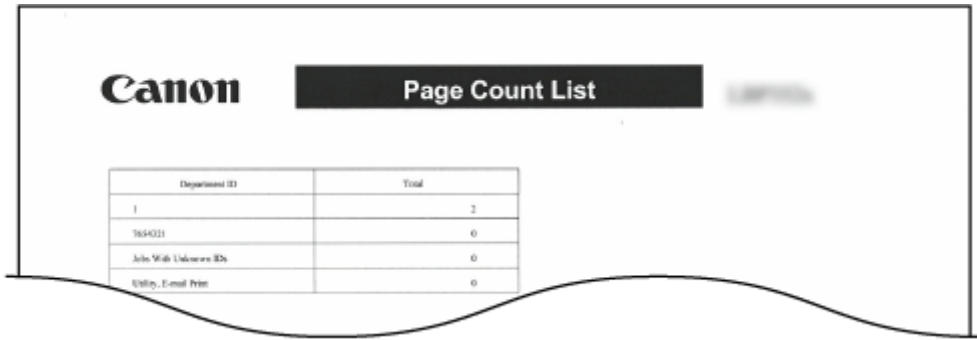 Canon
Page Count List
Department ID Total
1 2
7654321 0
Jobs With Unknown IDs 0
Utility, E-mail Print 0